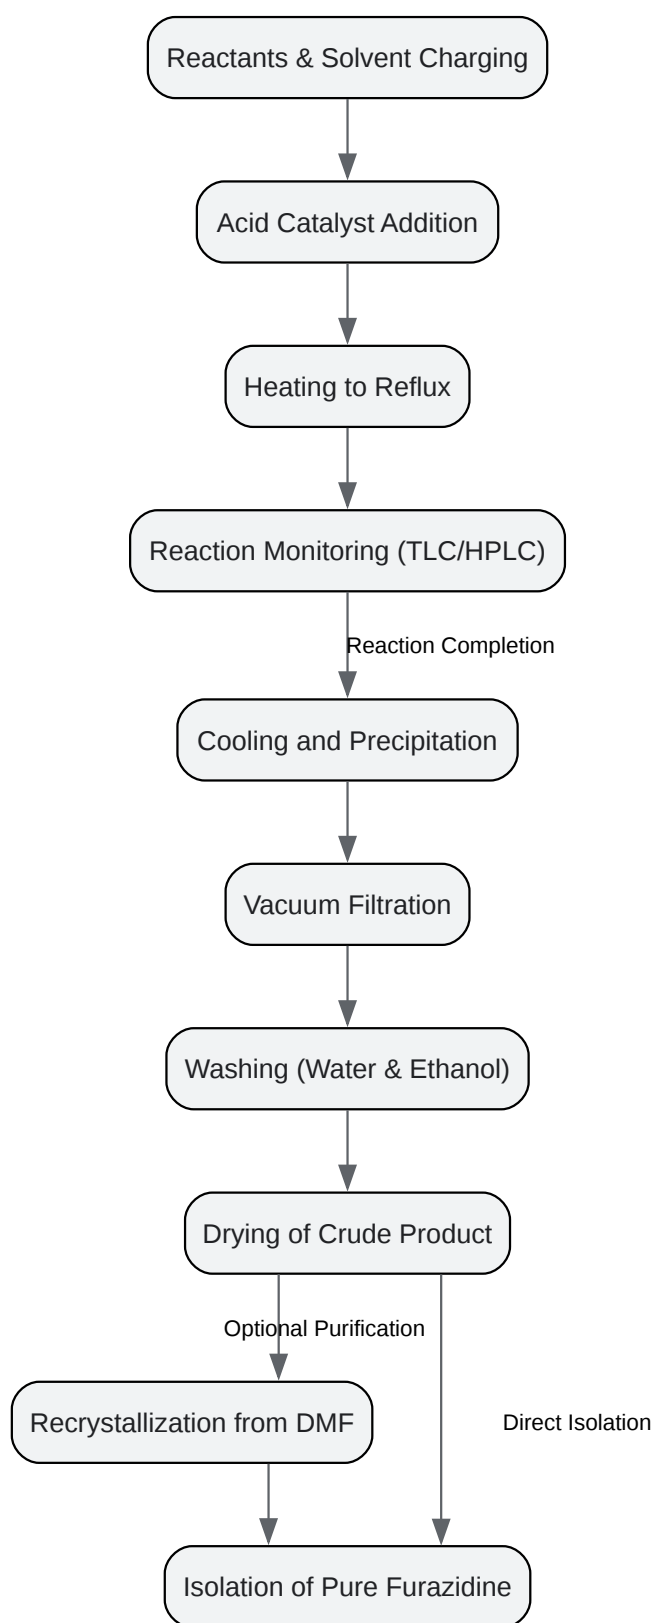 Reactants & Solvent Charging
Acid Catalyst Addition
Heating to Reflux
Reaction Monitoring (TLC/HPLC)
Reaction Completion
Cooling and Precipitation
Vacuum Filtration
Washing (Water & Ethanol)
Drying of Crude Product
Optional Purification
Recrystallization from DMF
Direct Isolation
Isolation of Pure Furazidine